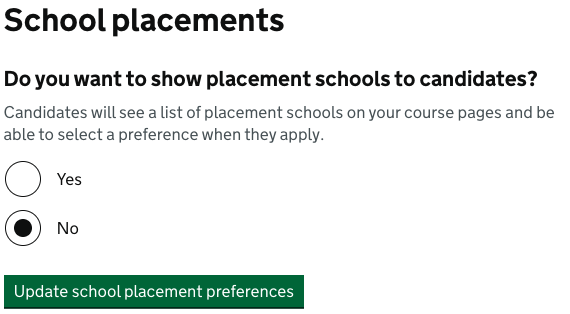 School placements
Do you want to show placement schools to candidates?
Candidates will see a list of placement schools on your course pages and be
able to select a preference when they apply.
Yes
No
Update school placement preferences